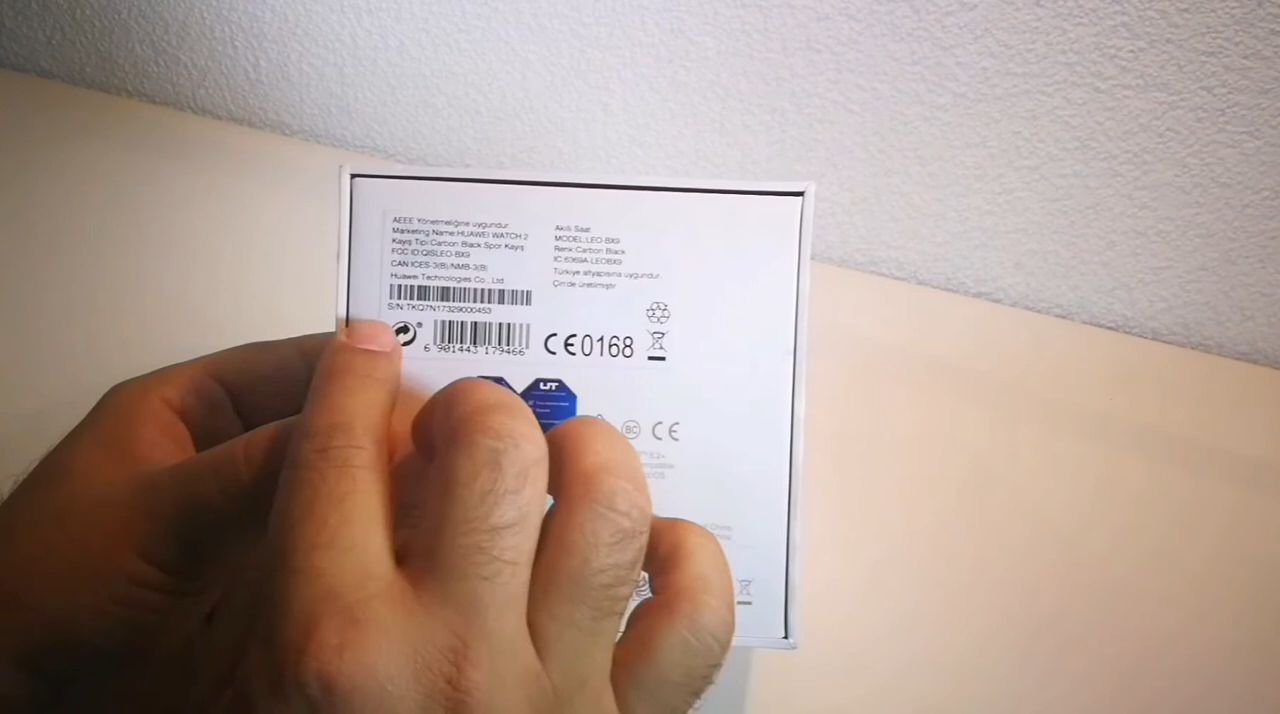 AEEE Yönetmeliğine uygundur.
Marketing Name:HUAWEI WATCH 2
Kayış Tipi:Carbon Black Spor Kayış
FCC ID:QISLEO-BX9
CAN ICES-3(B)/NMB-3(B)
Huawei Technologies Co., Ltd.
S/N:TKQ7N17329000453
6 901443 179466
Akıllı Saat
MODEL:LEO-BX9
Renk:Carbon Black
IC:6369A-LEOBX9
Türkiye altyapısına uygundur.
Çin'de üretilmiştir
CE0168
BC CE